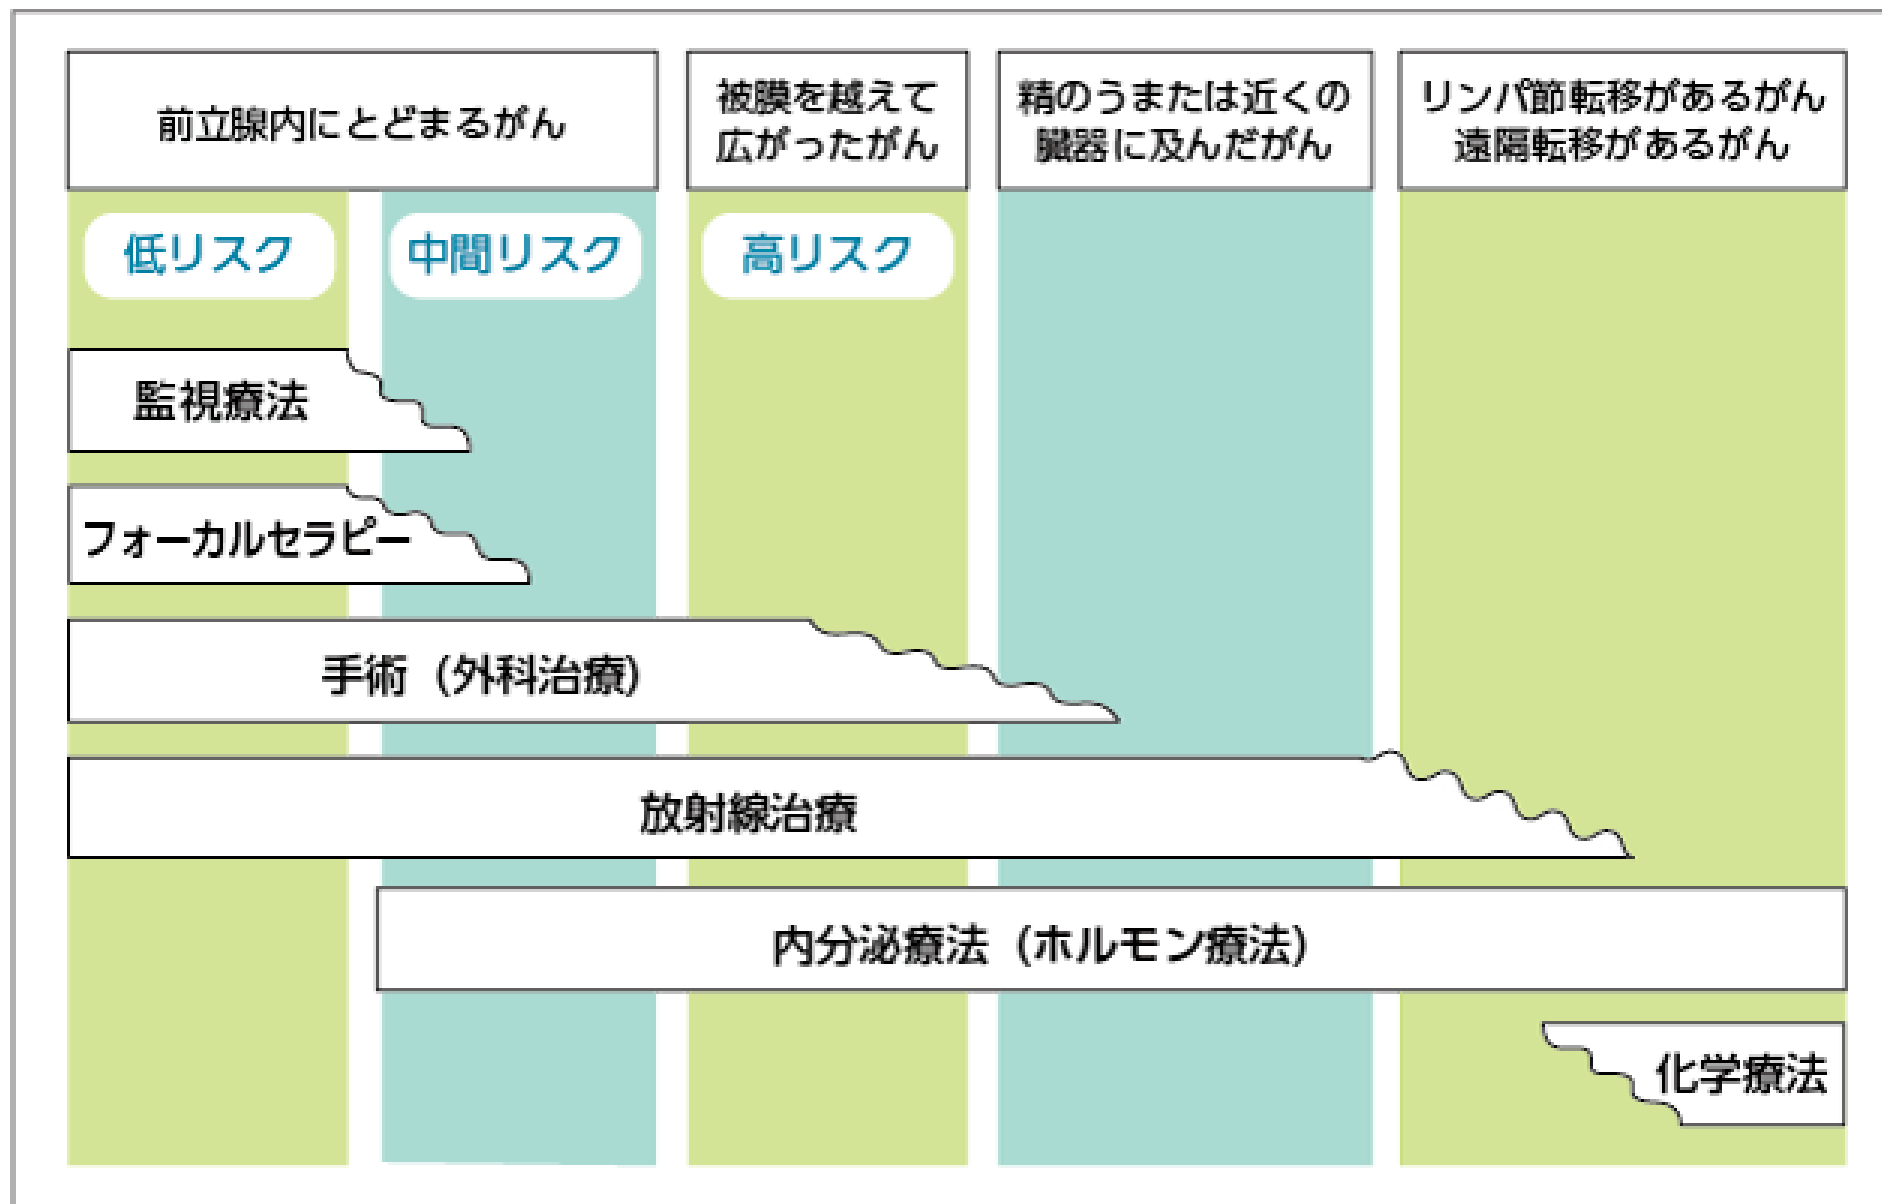 前立腺内にとどまるがん
被膜を越えて
広がったがん
精のうまたは近くの
臓器に及んだがん
リンパ節転移があるがん
遠隔転移があるがん
低リスク
中間リスク
高リスク
監視療法
フォーカルセラピー
手術（外科治療）
放射線治療
内分泌療法（ホルモン療法）
化学療法